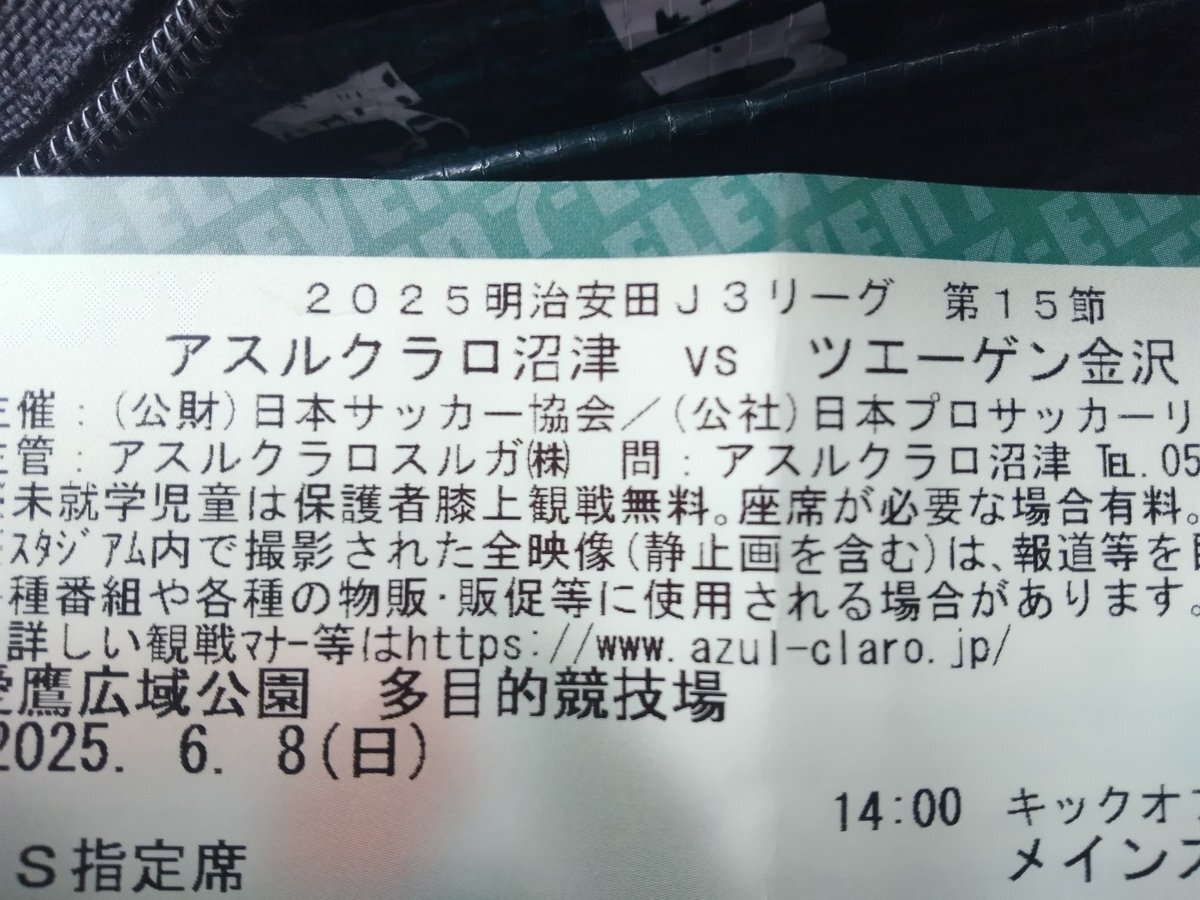 2025明治安田J3リーグ 第15節
アスルクラロ沼津 VS ツエーゲン金沢
主催:(公財)日本サッカー協会/(公社)日本プロサッカーリ
主管:アスルクラロスルガ㈱ 問:アスルクラロ沼津 ℡.05
未就学児童は保護者膝上観戦無料。座席が必要な場合有料。
ｽﾀｼﾞｱﾑ内で撮影された全映像(静止画を含む)は、報道等を
種番組や各種の物販・販促等に使用される場合があります。
詳しい観戦ﾏﾅｰ等はhttps://www.azul-claro.jp/
愛鷹広域公園 多目的競技場
2025. 6. 8(日)
14:00 キックオフ
S指定席 メインス